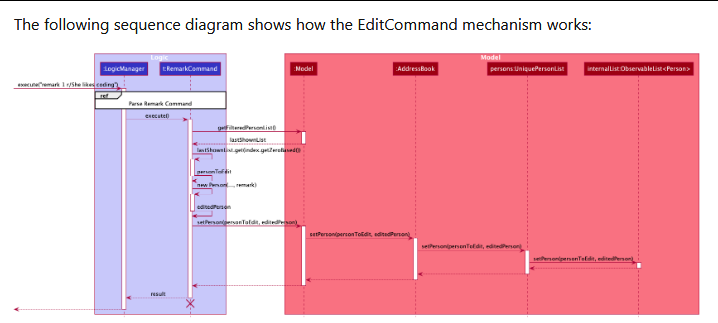 The following sequence diagram shows how the EditCommand mechanism works:
Logic
Model
:LogicManager
t:RemarkCommand
Model
:AddressBook
persons:UniquePersonList
internalList:ObservableList<Person>
execute("remark 1 r/She likes coding")
ref
Parse Remark Command
execute()
getFilteredPersonList()
lastShownList
lastShownList.get(index.getZeroBased())
personToEdit
new Person(..., remark)
editedPerson
setPerson(personToEdit, editedPerson)
setPerson(personToEdit, editedPerson)
setPerson(personToEdit, editedPerson)
setPerson(personToEdit, editedPerson)
result